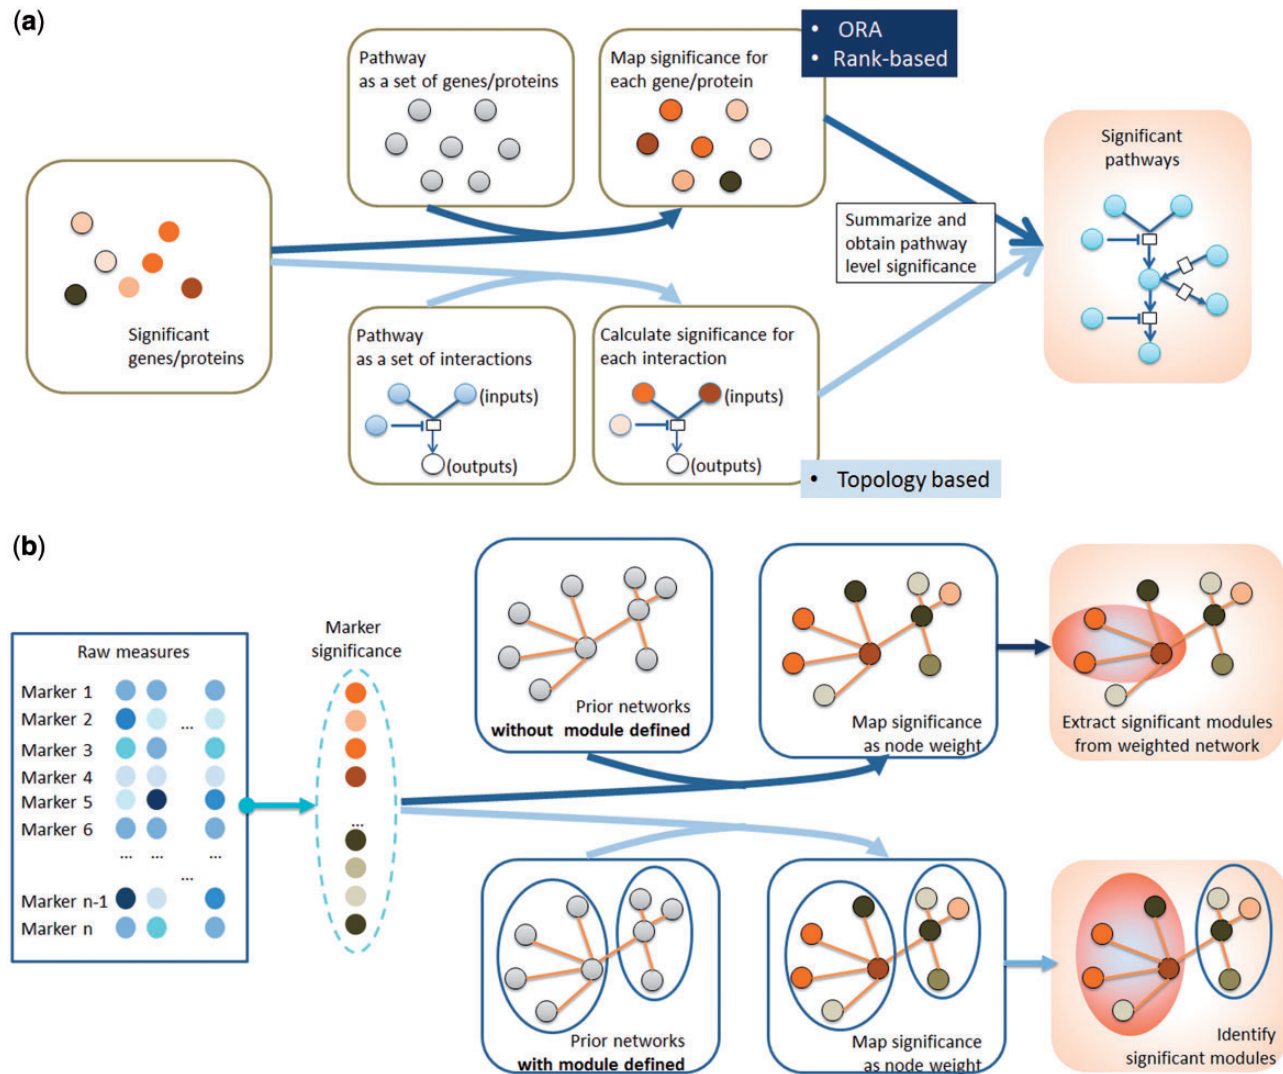 (a)
Pathway
as a set of genes/proteins
Map significance for
each gene/protein
• ORA
• Rank-based
Significant
pathways
Significant
genes/proteins
Summarize and
obtain pathway
level significance
Pathway
as a set of interactions
(inputs)
(outputs)
Calculate significance for
each interaction
(inputs)
(outputs)
• Topology based
(b)
Raw measures
Marker 1
Marker 2
...
Marker 3
Marker 4
Marker 5
Marker 6
... ... ...
...
Marker n-1
Marker n
Marker
significance
...
Prior networks
without module defined
Map significance
as node weight
Extract significant modules
from weighted network
Prior networks
with module defined
Map significance
as node weight
Identify
significant modules